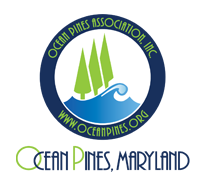 OCEAN PINES ASSOCIATION, INC.
WWW.OCEANPINES.ORG
OCEAN PINES, MARYLAND